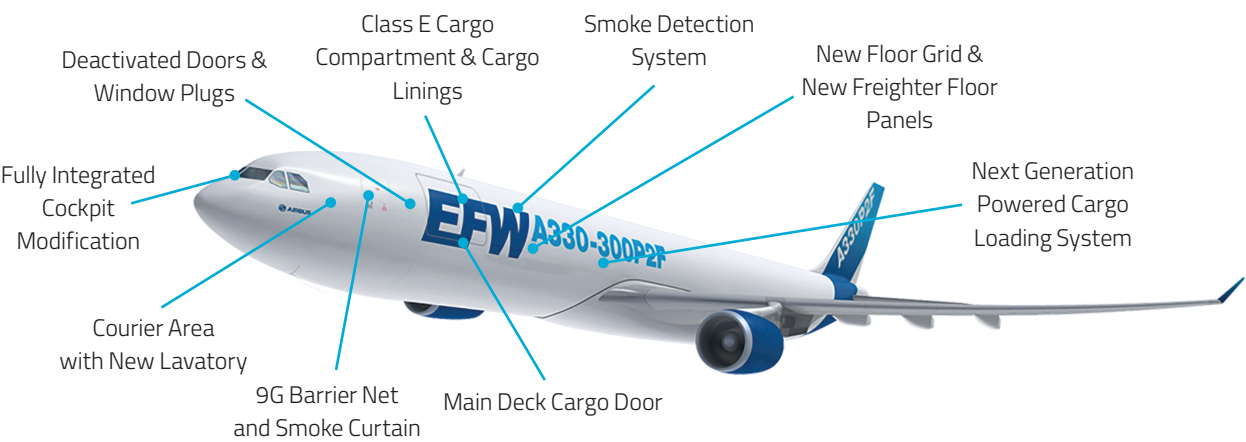 Class E Cargo
Compartment & Cargo
Linings
Smoke Detection
System
Deactivated Doors &
Window Plugs
New Floor Grid &
New Freighter Floor
Panels
Fully Integrated
Cockpit
Modification
Next Generation
Powered Cargo
Loading System
AIRBUS
EFW
A330-300P2F
A330P2F
Courier Area
with New Lavatory
9G Barrier Net
and Smoke Curtain
Main Deck Cargo Door